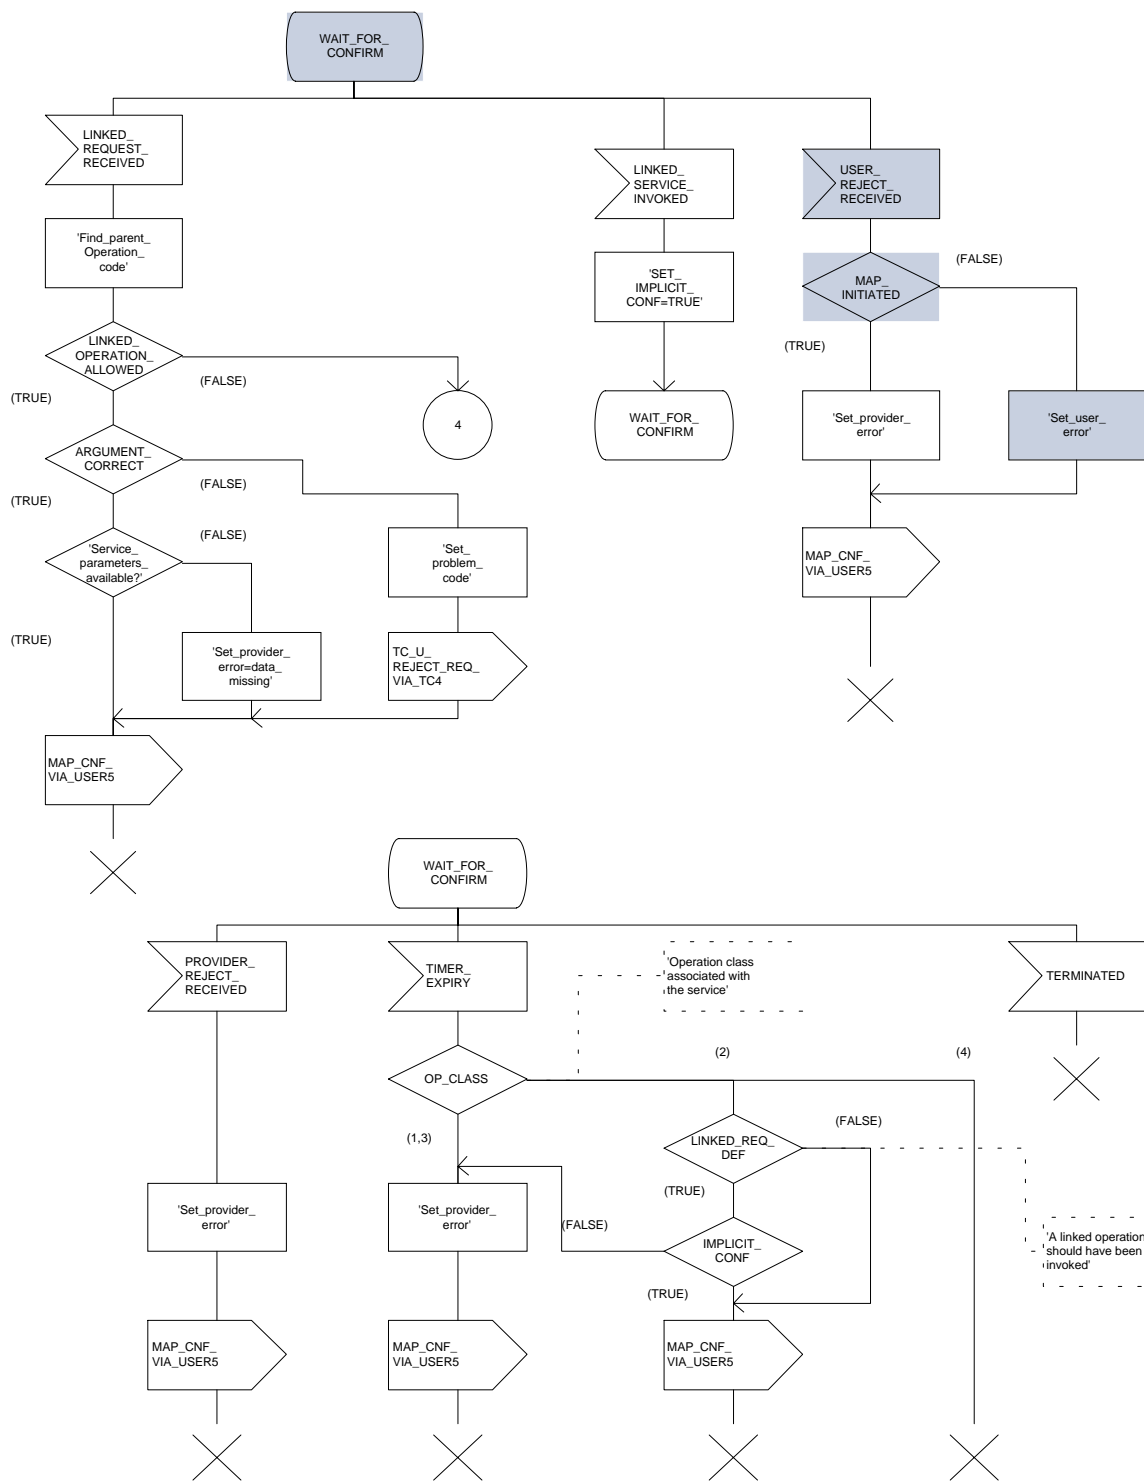 WAIT_FOR_
CONFIRM
LINKED_
REQUEST_
RECEIVED
LINKED_
SERVICE_
INVOKED
USER_
REJECT_
RECEIVED
'Find_parent_
Operation_
code'
'SET_
IMPLICIT_
CONF=TRUE'
MAP_
INITIATED
(FALSE)
(TRUE)
LINKED_
OPERATION_
ALLOWED
(FALSE)
(TRUE)
4
WAIT_FOR_
CONFIRM
'Set_provider_
error'
'Set_user_
error'
ARGUMENT_
CORRECT
(FALSE)
(TRUE)
'Service_
parameters_
available?'
(FALSE)
(TRUE)
'Set_
problem_
code'
MAP_CNF_
VIA_USER5
'Set_provider_
error=data_
missing'
TC_U_
REJECT_REQ_
VIA_TC4
MAP_CNF_
VIA_USER5
WAIT_FOR_
CONFIRM
PROVIDER_
REJECT_
RECEIVED
TIMER_
EXPIRY
'Operation class
associated with
the service'
TERMINATED
OP_CLASS
(2)
(4)
(1,3)
LINKED_REQ_
DEF
(FALSE)
(TRUE)
'Set_provider_
error'
'Set_provider_
error'
(FALSE)
IMPLICIT_
CONF
(TRUE)
'A linked operation
should have been
invoked'
MAP_CNF_
VIA_USER5
MAP_CNF_
VIA_USER5
MAP_CNF_
VIA_USER5